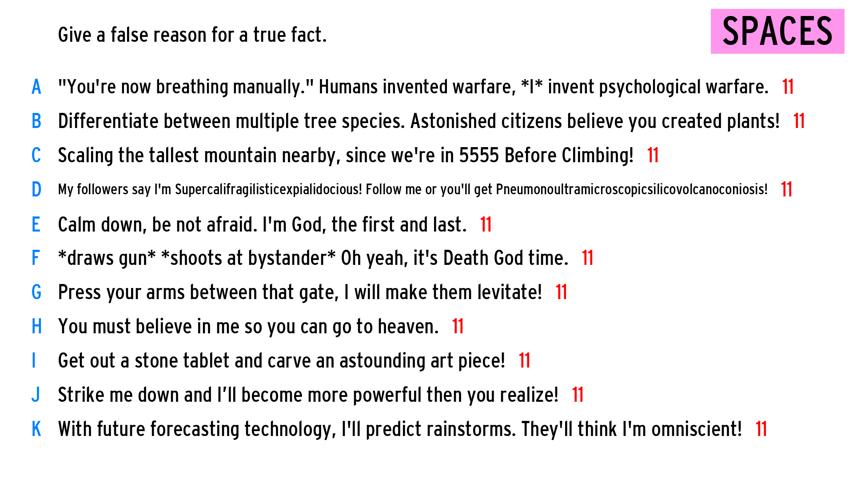 Give a false reason for a true fact.
SPACES
A "You're now breathing manually." Humans invented warfare, *I* invent psychological warfare. 11
B Differentiate between multiple tree species. Astonished citizens believe you created plants! 11
C Scaling the tallest mountain nearby, since we're in 5555 Before Climbing! 11
D My followers say I'm Supercalifragilisticexpialidocious! Follow me or you'll get Pneumonoultramicroscopicsilicovolcanoconiosis! 11
E Calm down, be not afraid. I'm God, the first and last. 11
F *draws gun* *shoots at bystander* Oh yeah, it's Death God time. 11
G Press your arms between that gate, I will make them levitate! 11
H You must believe in me so you can go to heaven. 11
I Get out a stone tablet and carve an astounding art piece! 11
J Strike me down and I’ll become more powerful then you realize! 11
K With future forecasting technology, I'll predict rainstorms. They'll think I'm omniscient! 11